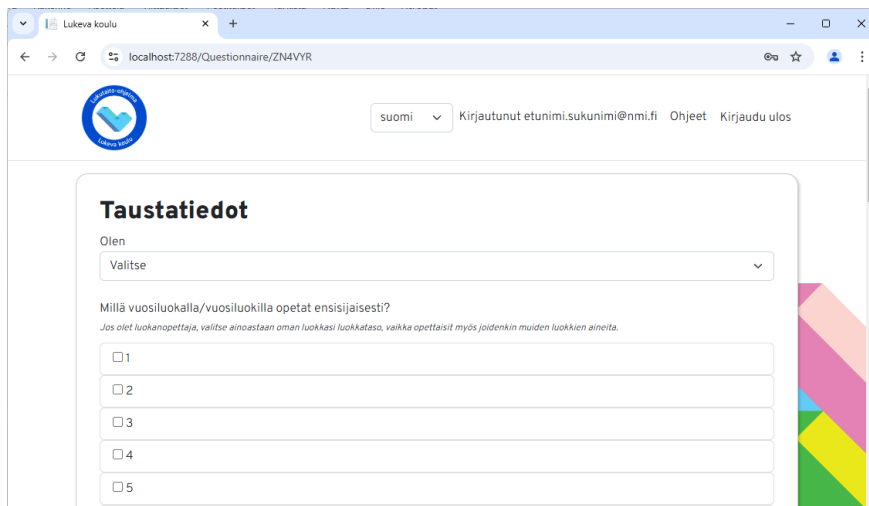 Lukeva koulu
localhost:7288/Questionnaire/ZN4VYR
Lukutaito-ohjelma
Lukeva koulu
suomi
Kirjautunut etunimi.sukunimi@nmi.fi Ohjeet Kirjaudu ulos
Taustatiedot
Olen
Valitse
Millä vuosiluokalla/vuosiluokilla opetat ensisijaisesti?
Jos olet luokanopettaja, valitse ainoastaan oman luokkasi luokkataso, vaikka opettaisit myös joidenkin muiden luokkien aineita.
1
2
3
4
5